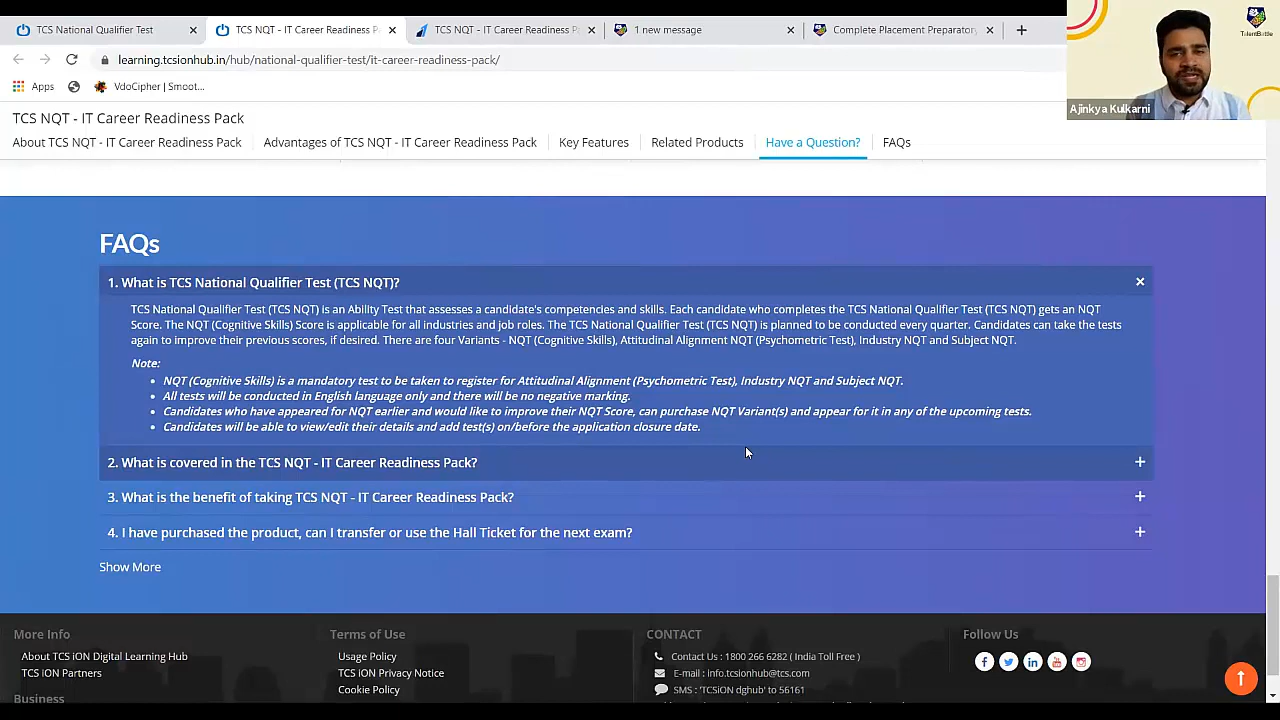 TCS National Qualifier Test
TCS NQT - IT Career Readiness P
TCS NQT - IT Career Readiness P
1 new message
Complete Placement Preparatory
TalentBattle
learning.tcsionhub.in/hub/national-qualifier-test/it-career-readiness-pack/
Apps
VdoCipher | Smoot...
Ajinkya Kulkarni
TCS NQT - IT Career Readiness Pack
About TCS NQT - IT Career Readiness Pack
Advantages of TCS NQT - IT Career Readiness Pack
Key Features
Related Products
Have a Question?
FAQs
FAQs
1. What is TCS National Qualifier Test (TCS NQT)?
TCS National Qualifier Test (TCS NQT) is an Ability Test that assesses a candidate's competencies and skills. Each candidate who completes the TCS National Qualifier Test (TCS NQT) gets an NQT
Score. The NQT (Cognitive Skills) Score is applicable for all industries and job roles. The TCS National Qualifier Test (TCS NQT) is planned to be conducted every quarter. Candidates can take the tests
again to improve their previous scores, if desired. There are four Variants - NQT (Cognitive Skills), Attitudinal Alignment NQT (Psychometric Test), Industry NQT and Subject NQT.
Note:
• NQT (Cognitive Skills) is a mandatory test to be taken to register for Attitudinal Alignment (Psychometric Test), Industry NQT and Subject NQT.
• All tests will be conducted in English language only and there will be no negative marking.
• Candidates who have appeared for NQT earlier and would like to improve their NQT Score, can purchase NQT Variant(s) and appear for it in any of the upcoming tests.
• Candidates will be able to view/edit their details and add test(s) on/before the application closure date.
2. What is covered in the TCS NQT - IT Career Readiness Pack?
3. What is the benefit of taking TCS NQT - IT Career Readiness Pack?
4. I have purchased the product, can I transfer or use the Hall Ticket for the next exam?
Show More
More Info
About TCS iON Digital Learning Hub
TCS iON Partners
Business
Terms of Use
Usage Policy
TCS iON Privacy Notice
Cookie Policy
CONTACT
Contact Us : 1800 266 6282 ( India Toll Free )
E-mail : info.tcsionhub@tcs.com
SMS : 'TCSiON dghub' to 56161
Follow Us